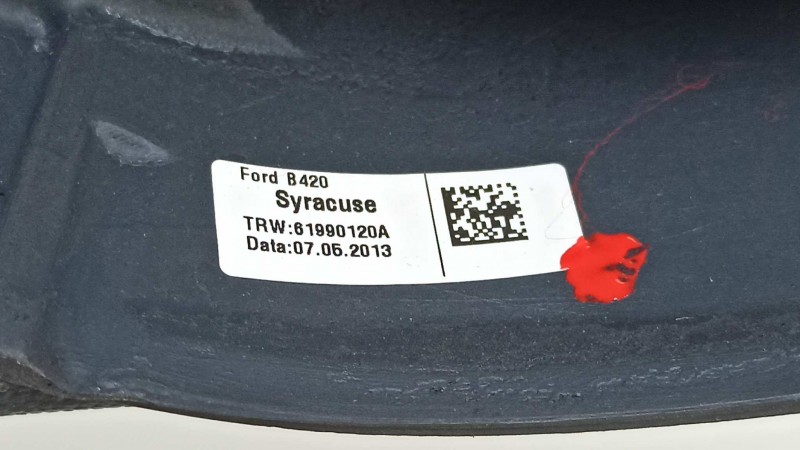 Ford B420
Syracuse
TRW:61990120A
Data:07.05.2013